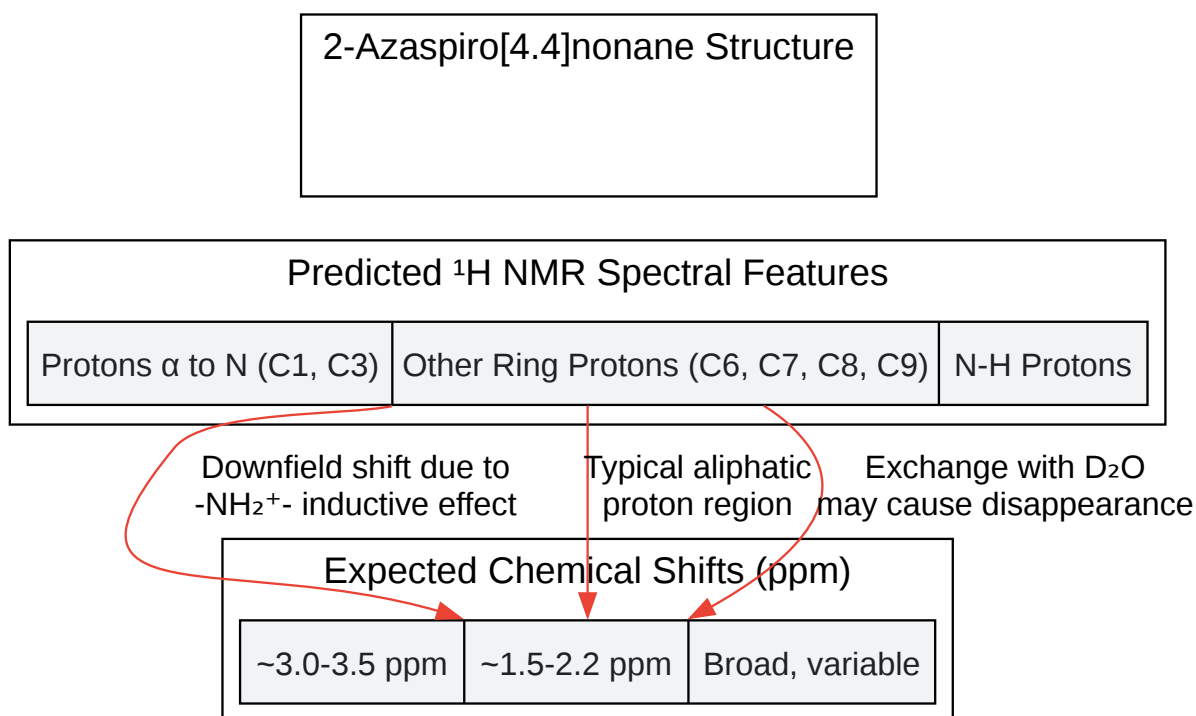 2-Azaspiro[4.4]nonane Structure
Predicted ¹H NMR Spectral Features
Protons α to N (C1, C3)
Other Ring Protons (C6, C7, C8, C9)
N-H Protons
Downfield shift due to
-NH₂⁺- inductive effect
Typical aliphatic
proton region
Exchange with D₂O
may cause disappearance
Expected Chemical Shifts (ppm)
~3.0-3.5 ppm
~1.5-2.2 ppm
Broad, variable